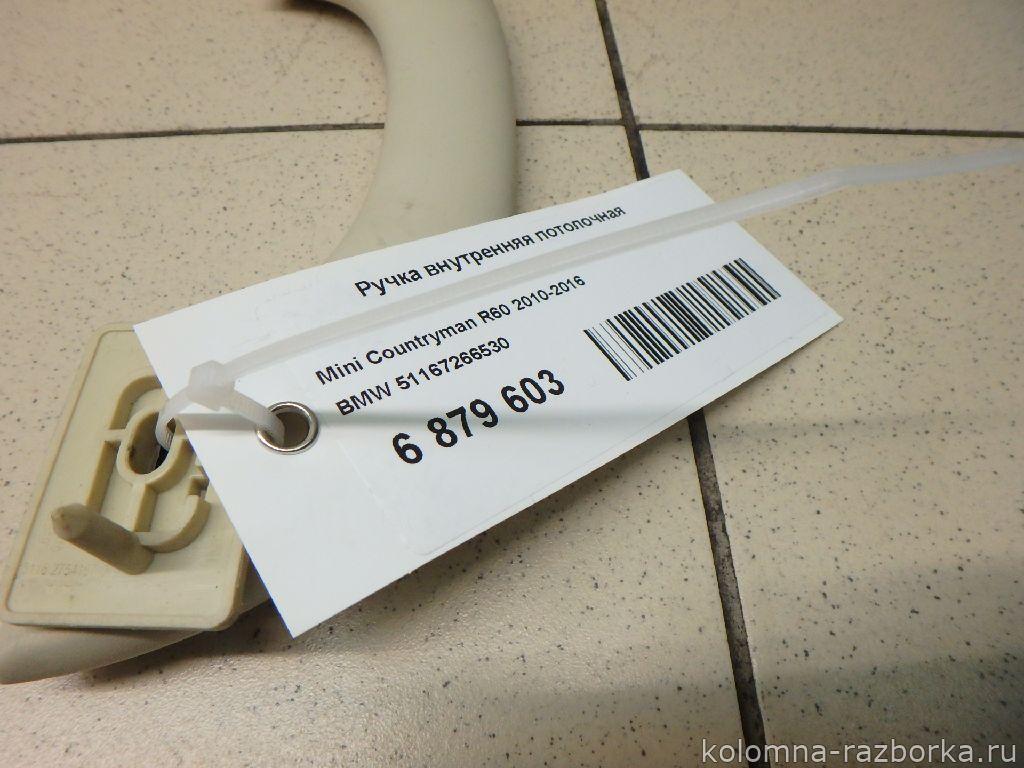 Ручка внутренняя потолочная
Mini Countryman R60 2010-2016
BMW 51167266530
6 879 603
kolomna-razborka.ru